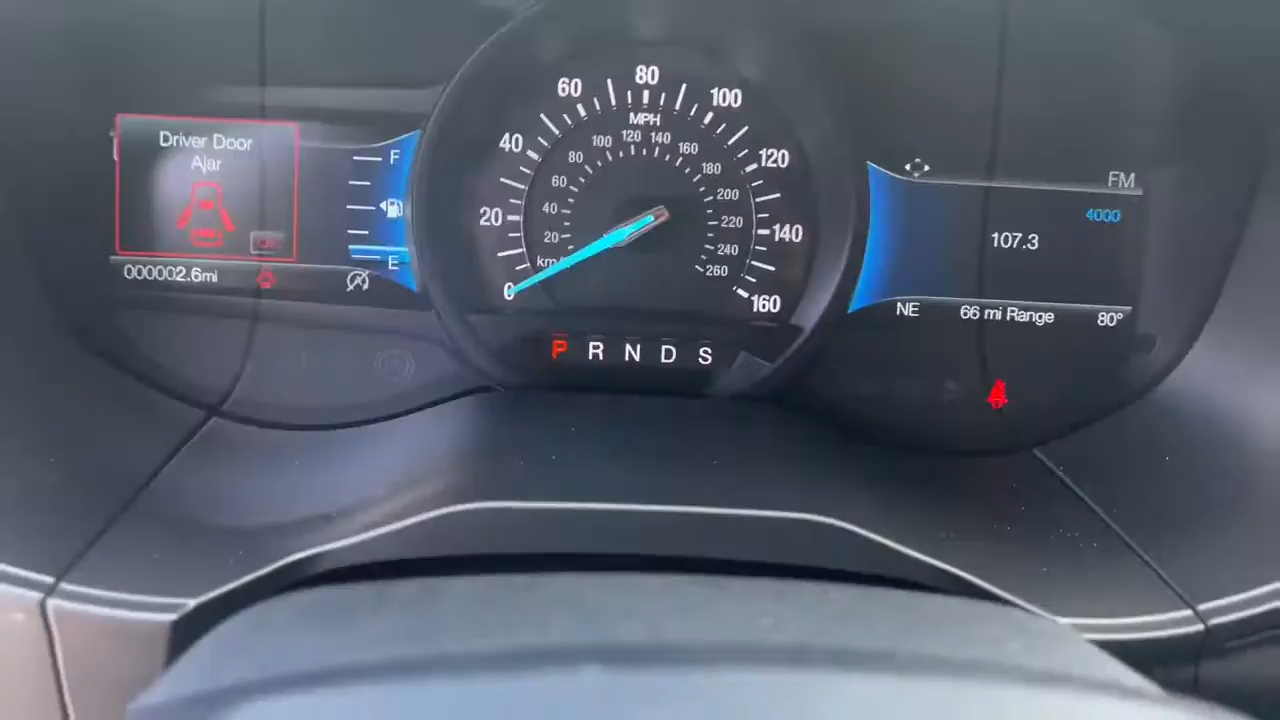 Driver Door
Ajar
000002.6mi
F
E
0
20
40
60
80
100
120
140
160
MPH
km/
20
40
60
80
100
120
140
160
180
200
220
240
260
P R N D S
FM
4000
107.3
NE 66 mi Range 80°